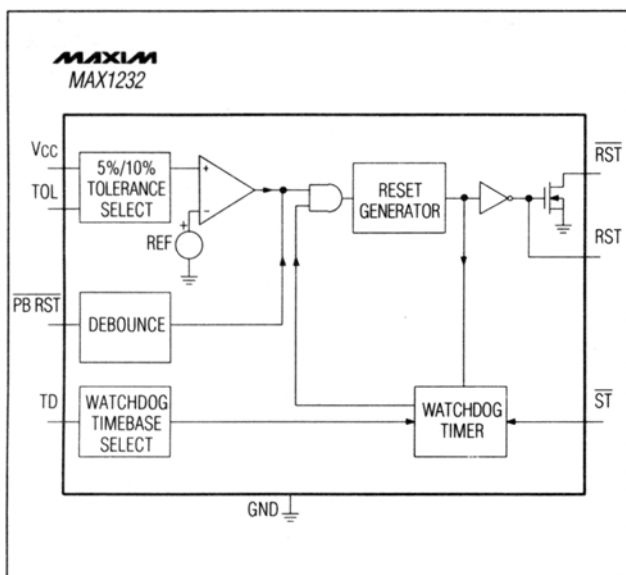 MAXIM
MAX1232
VCC
TOL
5%/10%
TOLERANCE
SELECT
+
−
+
REF
RESET
GENERATOR
RST
RST
PB RST
DEBOUNCE
TD
WATCHDOG
TIMEBASE
SELECT
WATCHDOG
TIMER
ST
GND